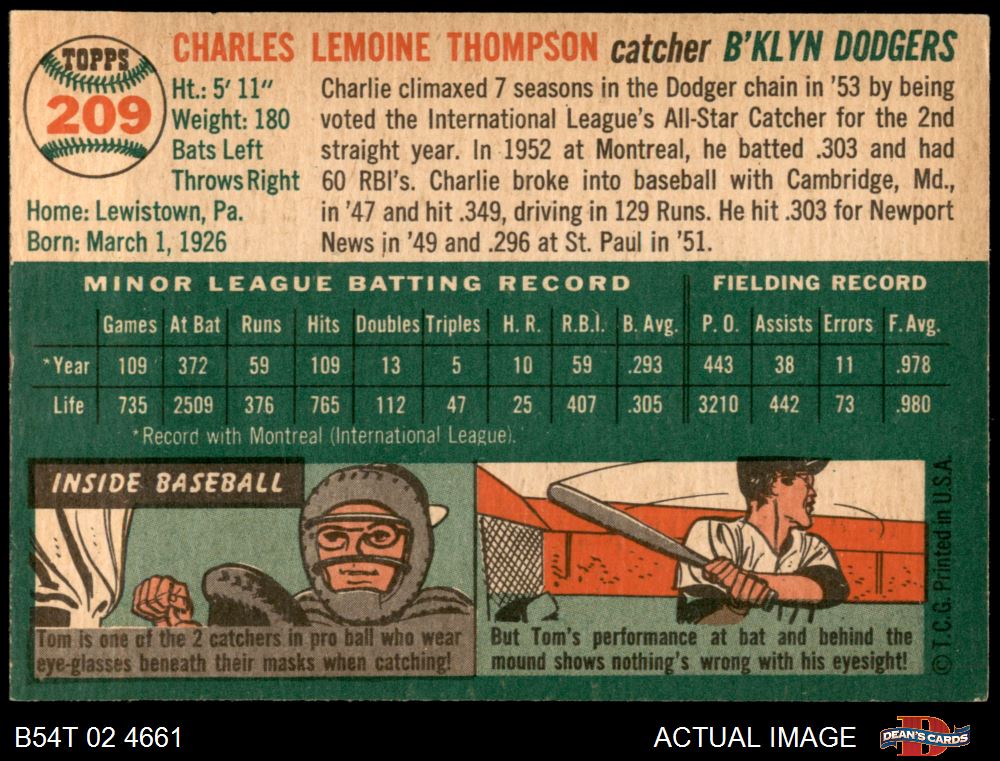 TOPPS
209
CHARLES LEMOINE THOMPSON catcher B'KLYN DODGERS
Ht.: 5' 11"
Weight: 180
Bats Left
Throws Right
Home: Lewistown, Pa.
Born: March 1, 1926
Charlie climaxed 7 seasons in the Dodger chain in '53 by being
voted the International League's All-Star Catcher for the 2nd
straight year. In 1952 at Montreal, he batted .303 and had
60 RBI's. Charlie broke into baseball with Cambridge, Md.,
in '47 and hit .349, driving in 129 Runs. He hit .303 for Newport
News in '49 and .296 at St. Paul in '51.
MINOR LEAGUE BATTING RECORD FIELDING RECORD
Games At Bat Runs Hits Doubles Triples H. R. R.B.I. B. Avg. P. O. Assists Errors F. Avg.
*Year 109 372 59 109 13 5 10 59 .293 443 38 11 .978
Life 735 2509 376 765 112 47 25 407 .305 3210 442 73 .980
*Record with Montreal (International League).
INSIDE BASEBALL
Tom is one of the 2 catchers in pro ball who wear
eye-glasses beneath their masks when catching!
But Tom's performance at bat and behind the
mound shows nothing's wrong with his eyesight!
© T.C.G. Printed in U.S.A.
B54T 02 4661
ACTUAL IMAGE
D
DEAN'S CARDS